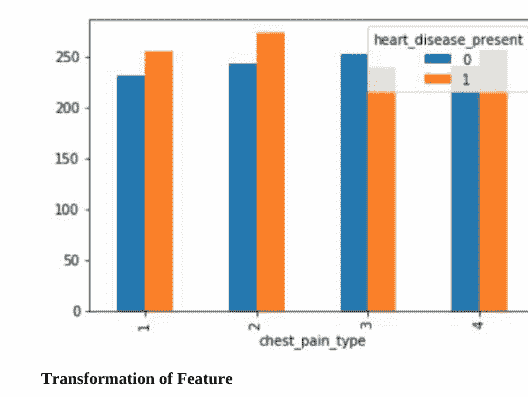 heart_disease_present
0
1
250
200
150
100
50
0
1 2 3 4
chest_pain_type
Transformation of Feature